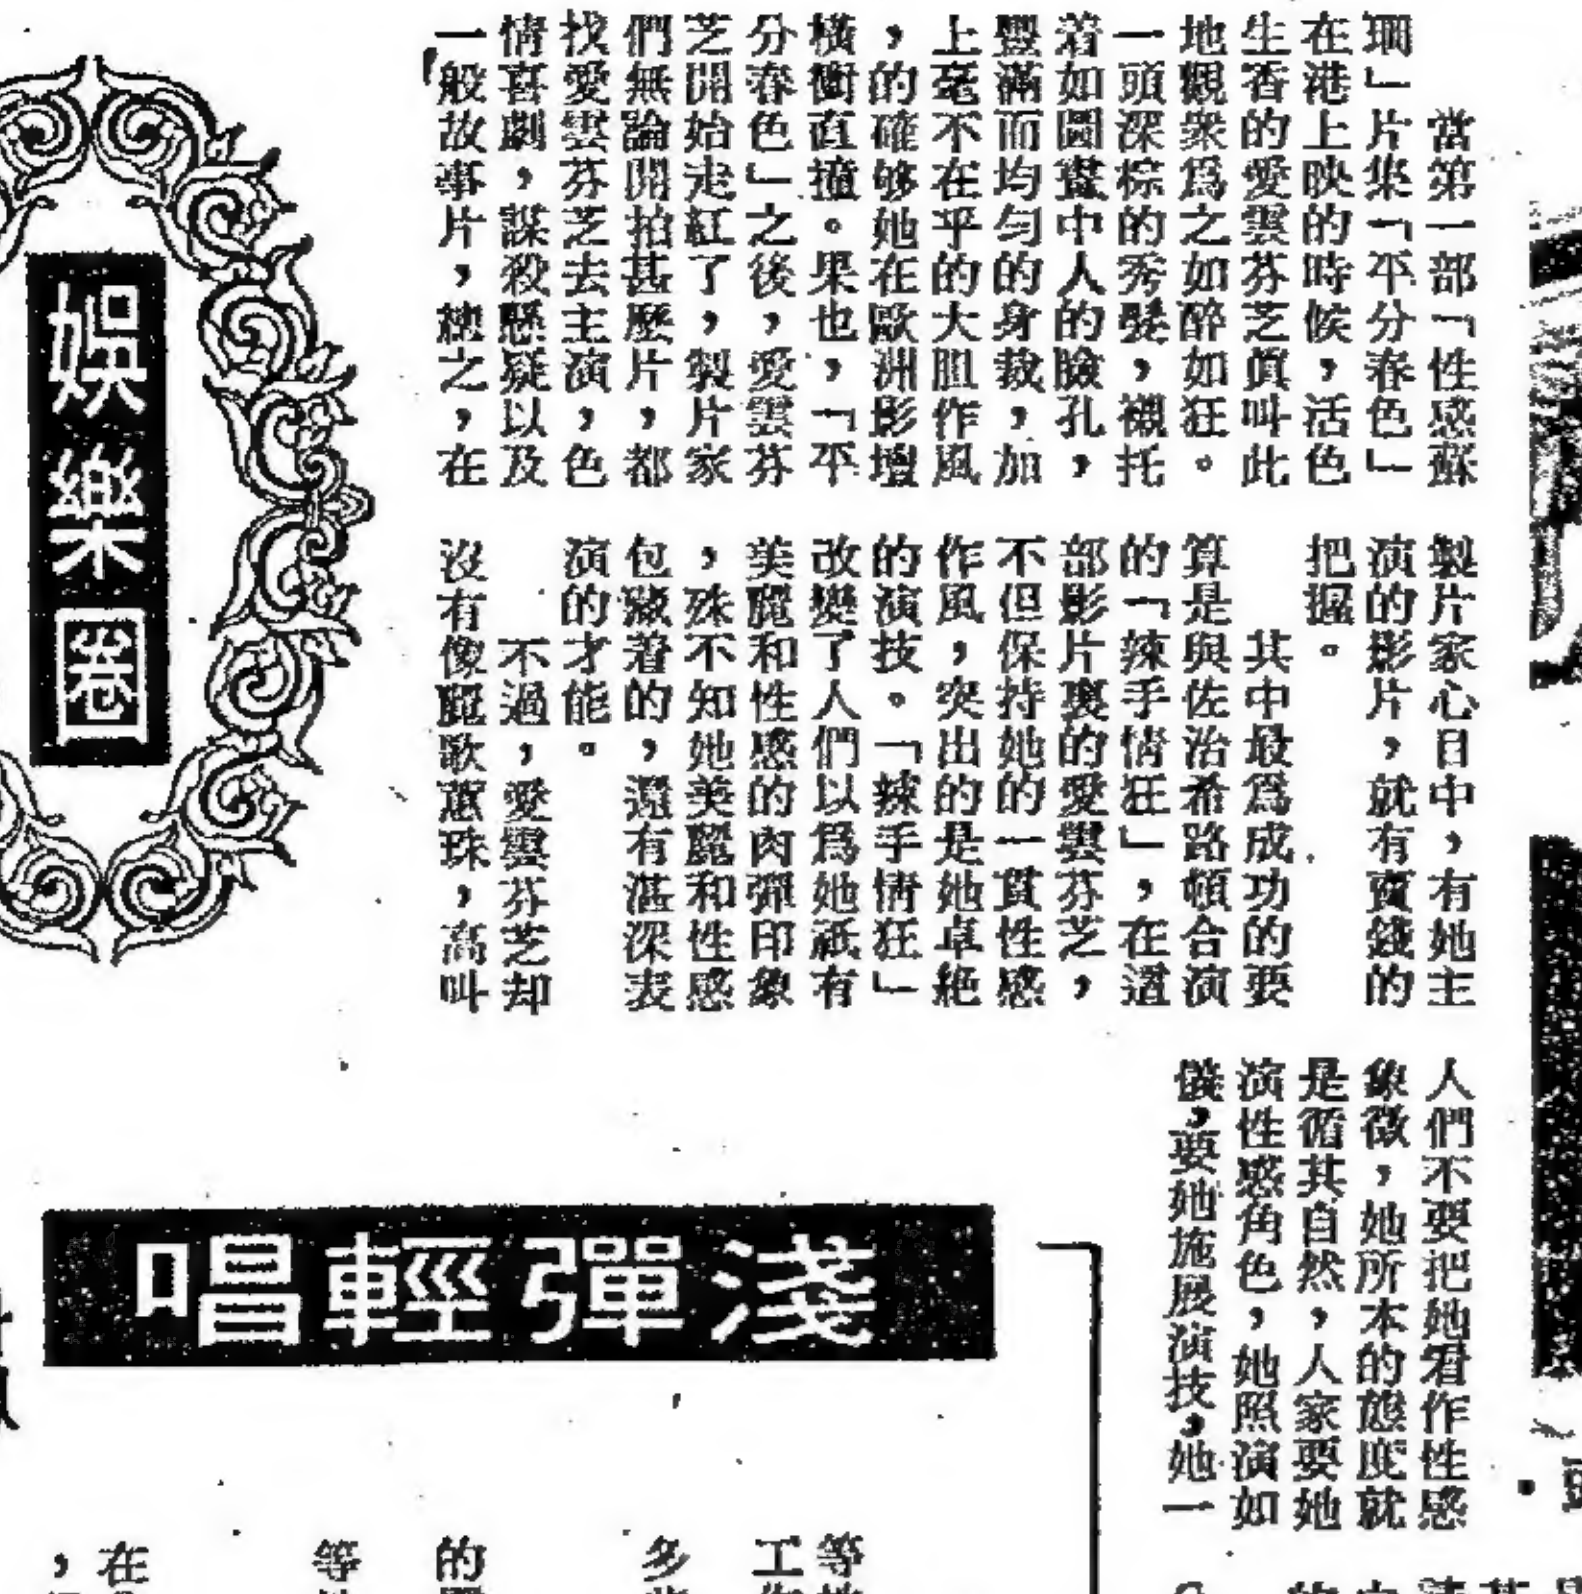 當第一部「性感蘇
珊」片集「平分春色」
在港上映的時候，活色
生香的愛雲芬芝眞叫此
地觀衆爲之如醉如狂。
一頭深棕的秀髮，襯托
着如圖畫中人的臉孔，
豐滿而均勻的身裁，加
上毫不在乎的大胆作風
，的確够她在歐洲影壇
橫衝直撞。果也，「平
分春色」之後，愛雲芬
芝開始走紅了，製片家
們無論開拍甚麽片，都
找愛雲芬芝去主演，色
情喜劇，謀殺懸疑以及
一般故事片，總之，在
製片家心目中，有她主
演的影片，就有賣錢的
把握。
其中最爲成功的要
算是與佐治希路頓合演
的「辣手情狂」，在這
部影片裏的愛雲芬芝，
不但保持她的一貫性感
作風，突出的是她卓絶
的演技。「辣手情狂」
改變了人們以爲她祇有
美麗和性感的肉彈印象
，殊不知她美麗和性感
包藏着的，還有湛深表
演的才能。
不過，愛雲芬芝却
沒有像麗歌蕙珠，高叫
人們不要把她看作性感
象徵，她所本的態度就
是循其自然，人家要她
演性感角色，她照演如
儀，要她施展演技，她一
娛樂圈
淺彈輕唱
等
工
多
的
等
在
，